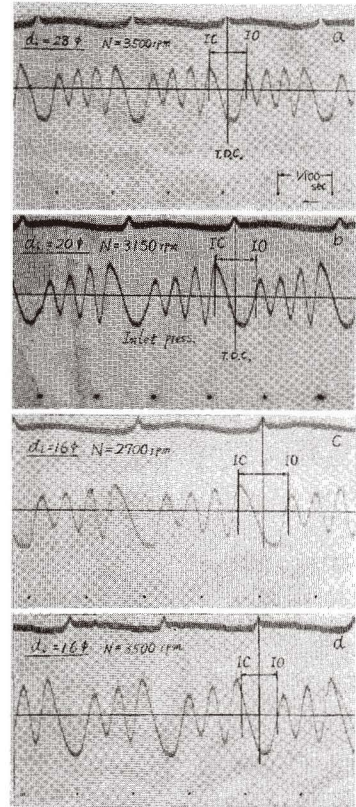 d₁=28φ N=3500 rpm IC IO a
T.D.C.
1/100 sec
d₁=20φ N=3150 rpm IC IO b
Inlet press.
T.D.C.
d₁=16φ N=2700 rpm IC IO C
d₁=16φ N=3500 rpm IC IO d